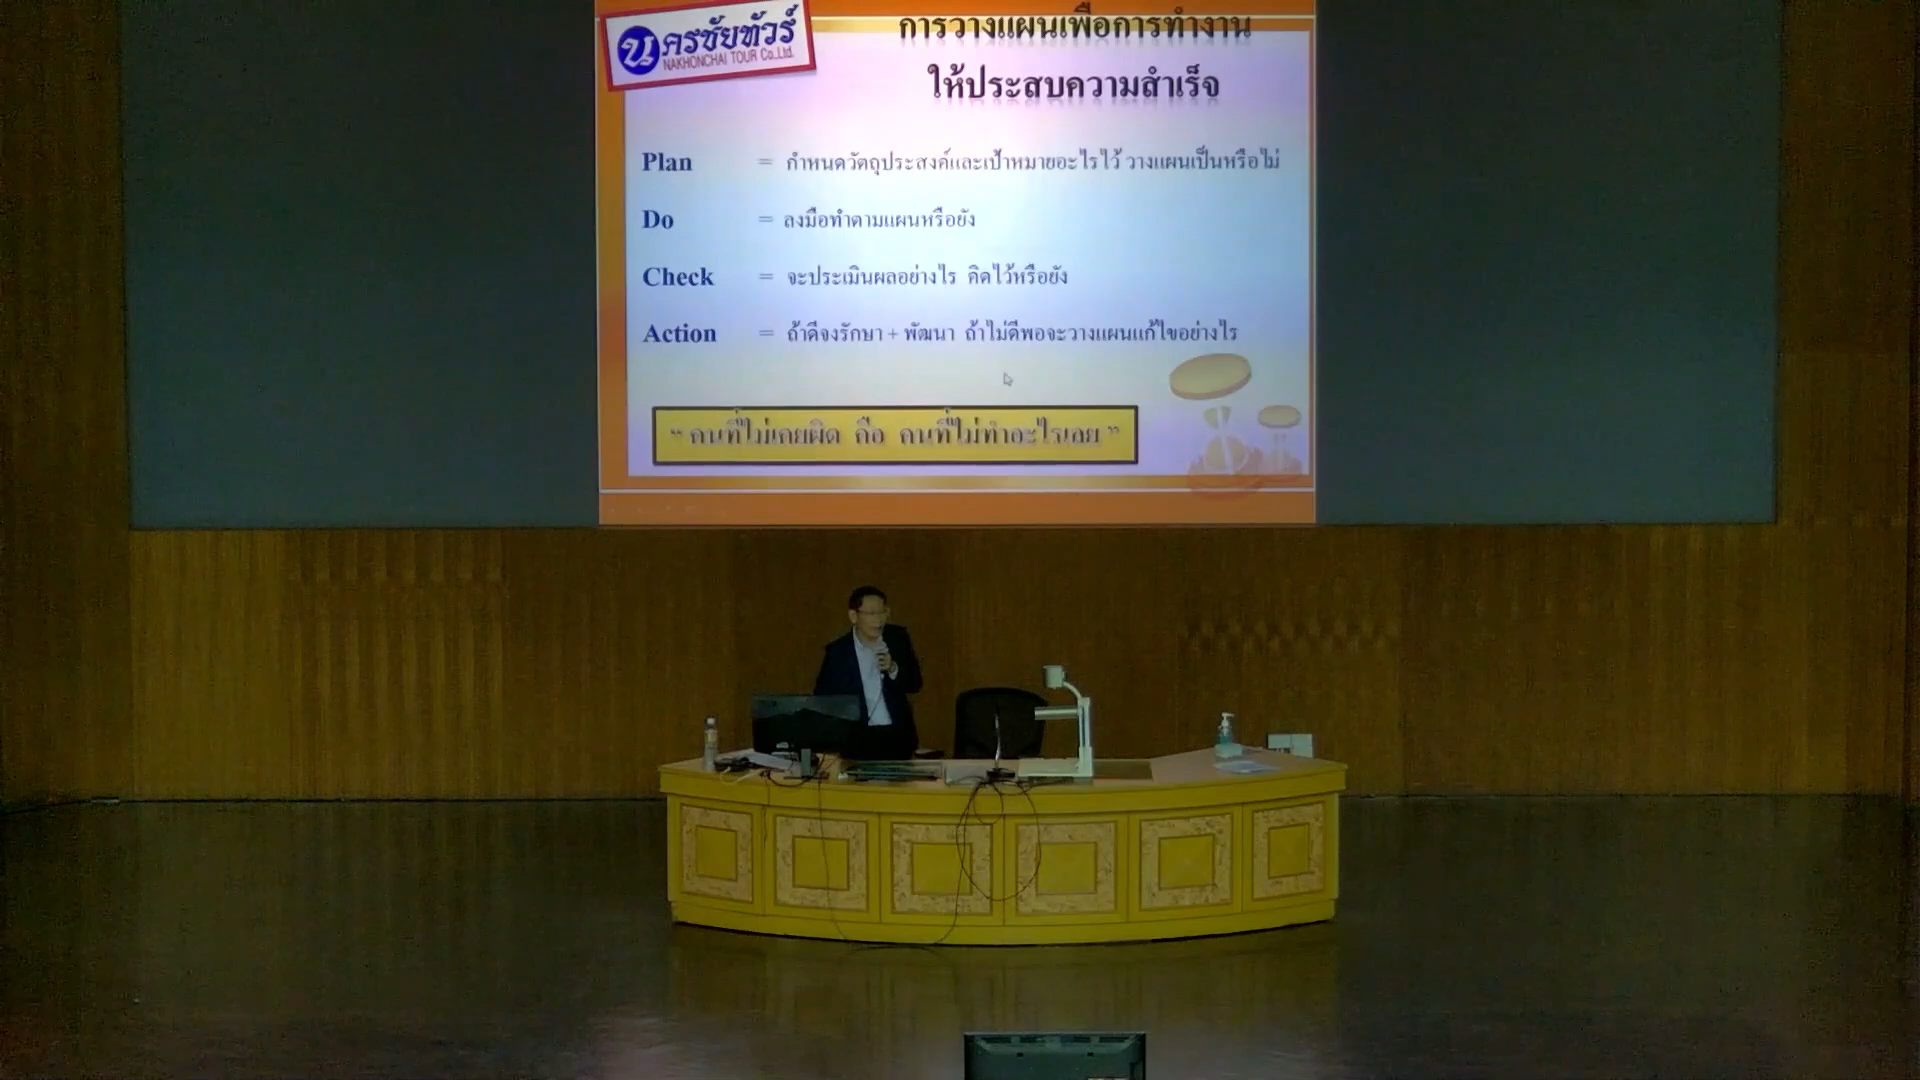 นครชัยทัวร์
NAKHONCHAI TOUR Co.,Ltd.
การวางแผนเพื่อการทำงาน
ให้ประสบความสำเร็จ
Plan = กำหนดวัตถุประสงค์และเป้าหมายอะไรไว้ วางแผนเป็นหรือไม่
Do = ลงมือทำตามแผนหรือยัง
Check = จะประเมินผลอย่างไร คิดไว้หรือยัง
Action = ถ้าดีจงรักษา + พัฒนา ถ้าไม่ดีพอจะวางแผนแก้ไขอย่างไร
“ คนที่ไม่เคยผิด คือ คนที่ไม่ทำอะไรเลย ”